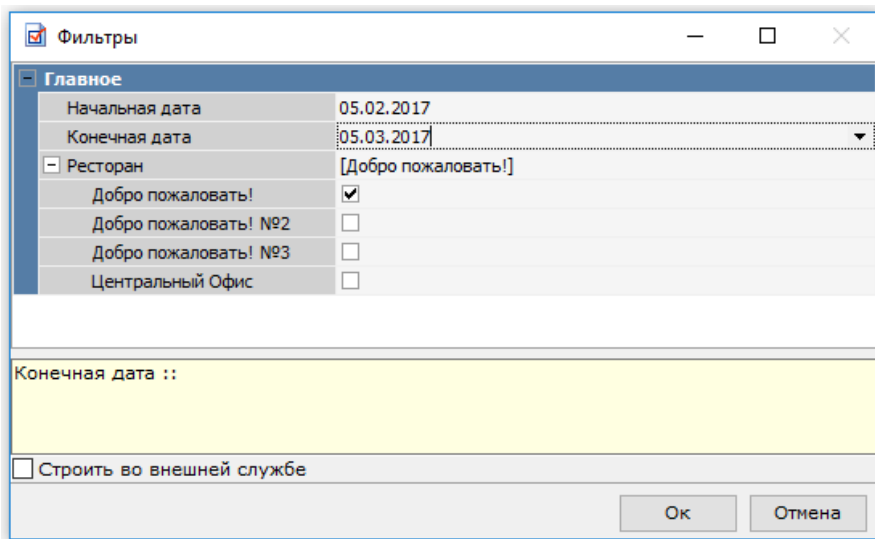 Фильтры
Главное
Начальная дата 05.02.2017
Конечная дата 05.03.2017
Ресторан [Добро пожаловать!]
Добро пожаловать!
Добро пожаловать! №2
Добро пожаловать! №3
Центральный Офис
Конечная дата ::
Строить во внешней службе
Ок Отмена